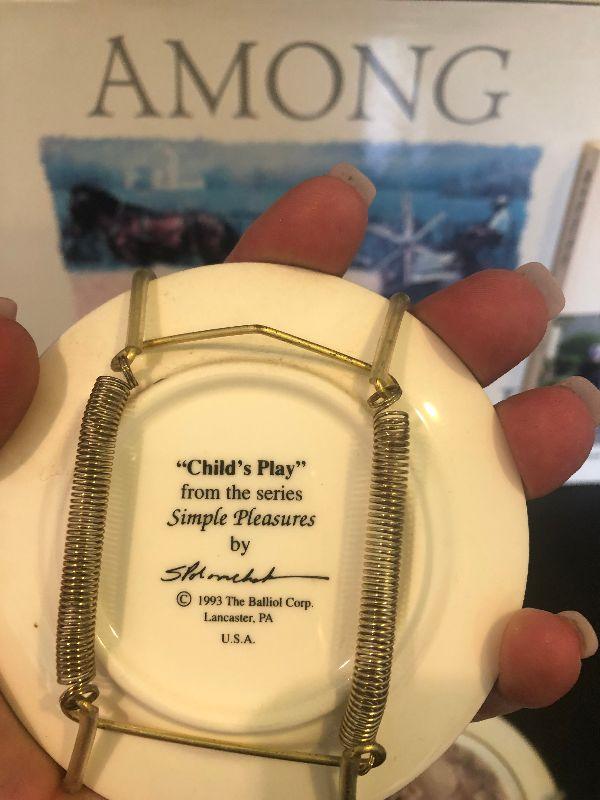 AMONG
“Child's Play”
from the series
Simple Pleasures
by
© 1993 The Balliol Corp.
Lancaster, PA
U.S.A.